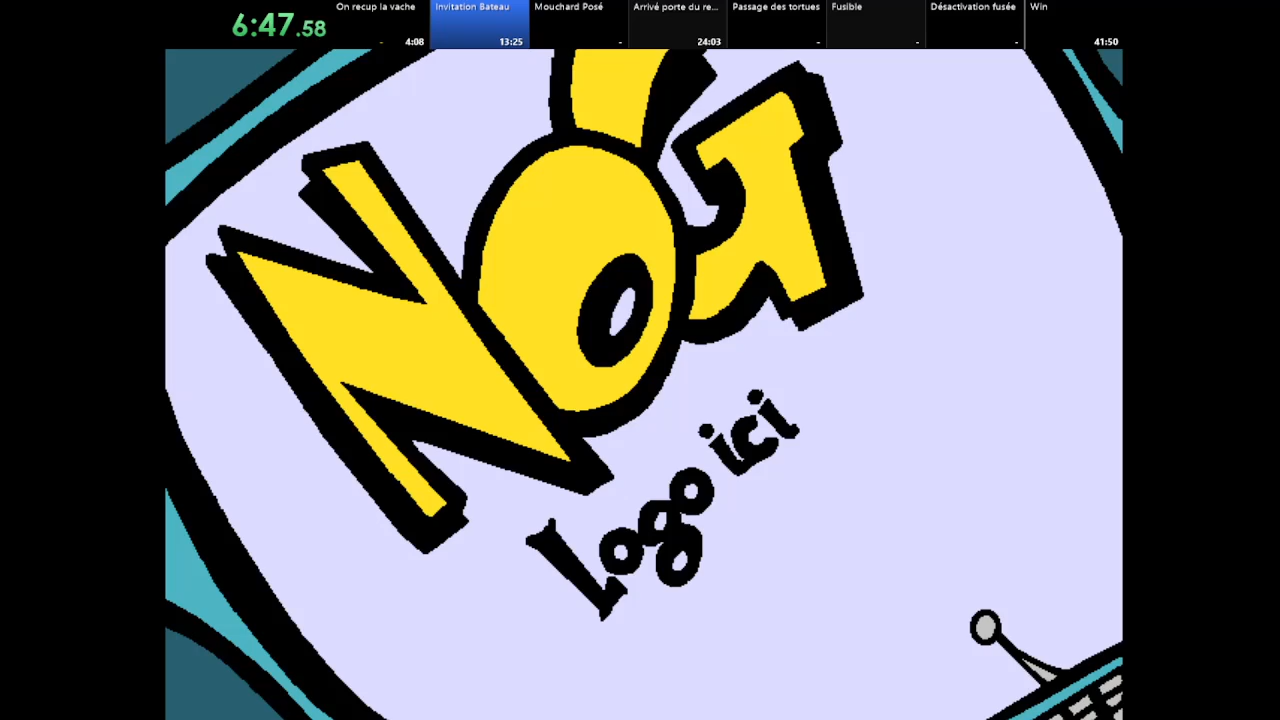 6:47.58
On recup la vache
-
4:08
Invitation Bateau
13:25
Mouchard Posé
-
Arrivé porte du re...
24:03
Passage des tortues
-
Fusible
-
Désactivation fusée
-
Win
41:50
NOG
Logo ici